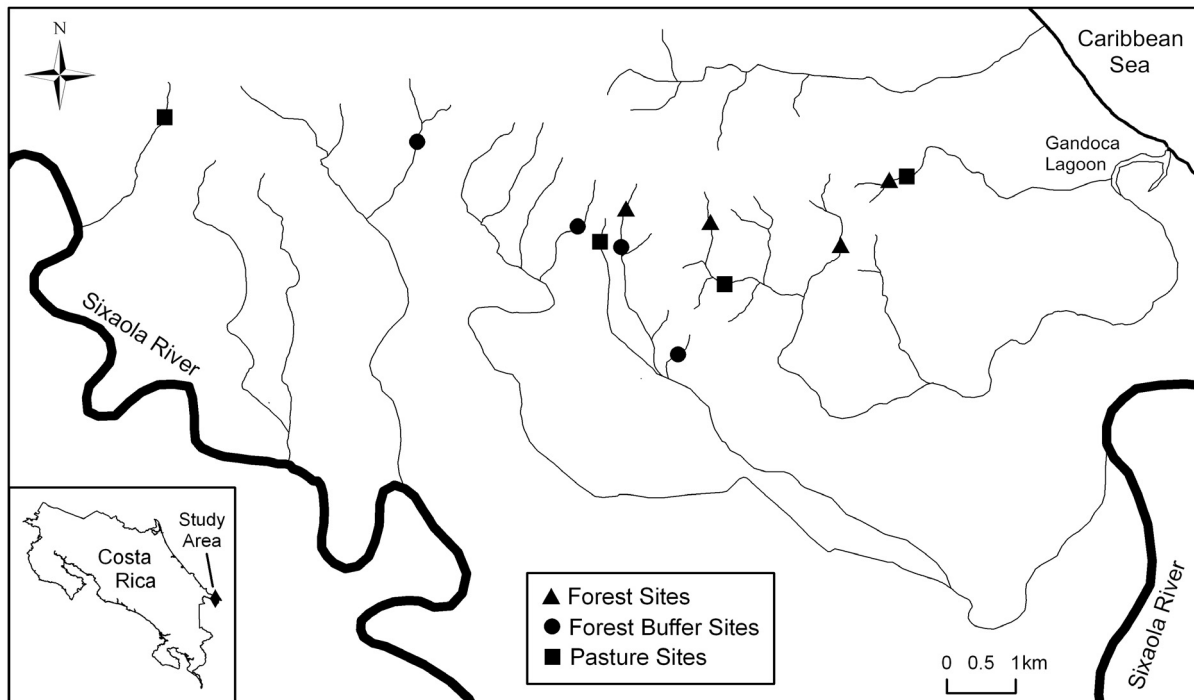 N
Caribbean
Sea
Gandoca
Lagoon
Sixaola River
Study
Area
Costa
Rica
Forest Sites
Forest Buffer Sites
Pasture Sites
0 0.5 1km
Sixaola River